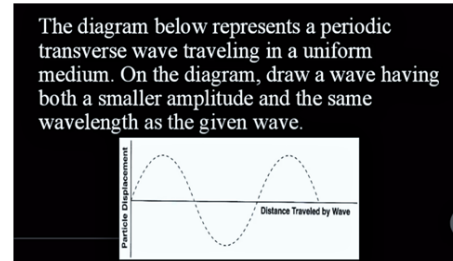 The diagram below represents a periodic
transverse wave traveling in a uniform
medium. On the diagram, draw a wave having
both a smaller amplitude and the same
wavelength as the given wave.
Particle Displacement
Distance Traveled by Wave